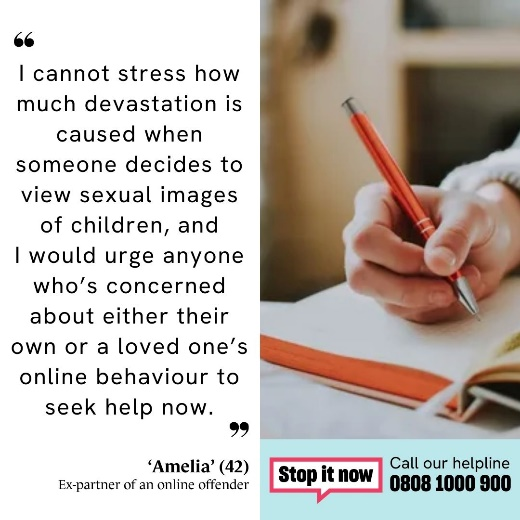 “
I cannot stress how
much devastation is
caused when
someone decides to
view sexual images
of children, and
I would urge anyone
who’s concerned
about either their
own or a loved one’s
online behaviour to
seek help now.
”
‘Amelia’ (42)
Ex-partner of an online offender
Stop it now
Call our helpline
0808 1000 900